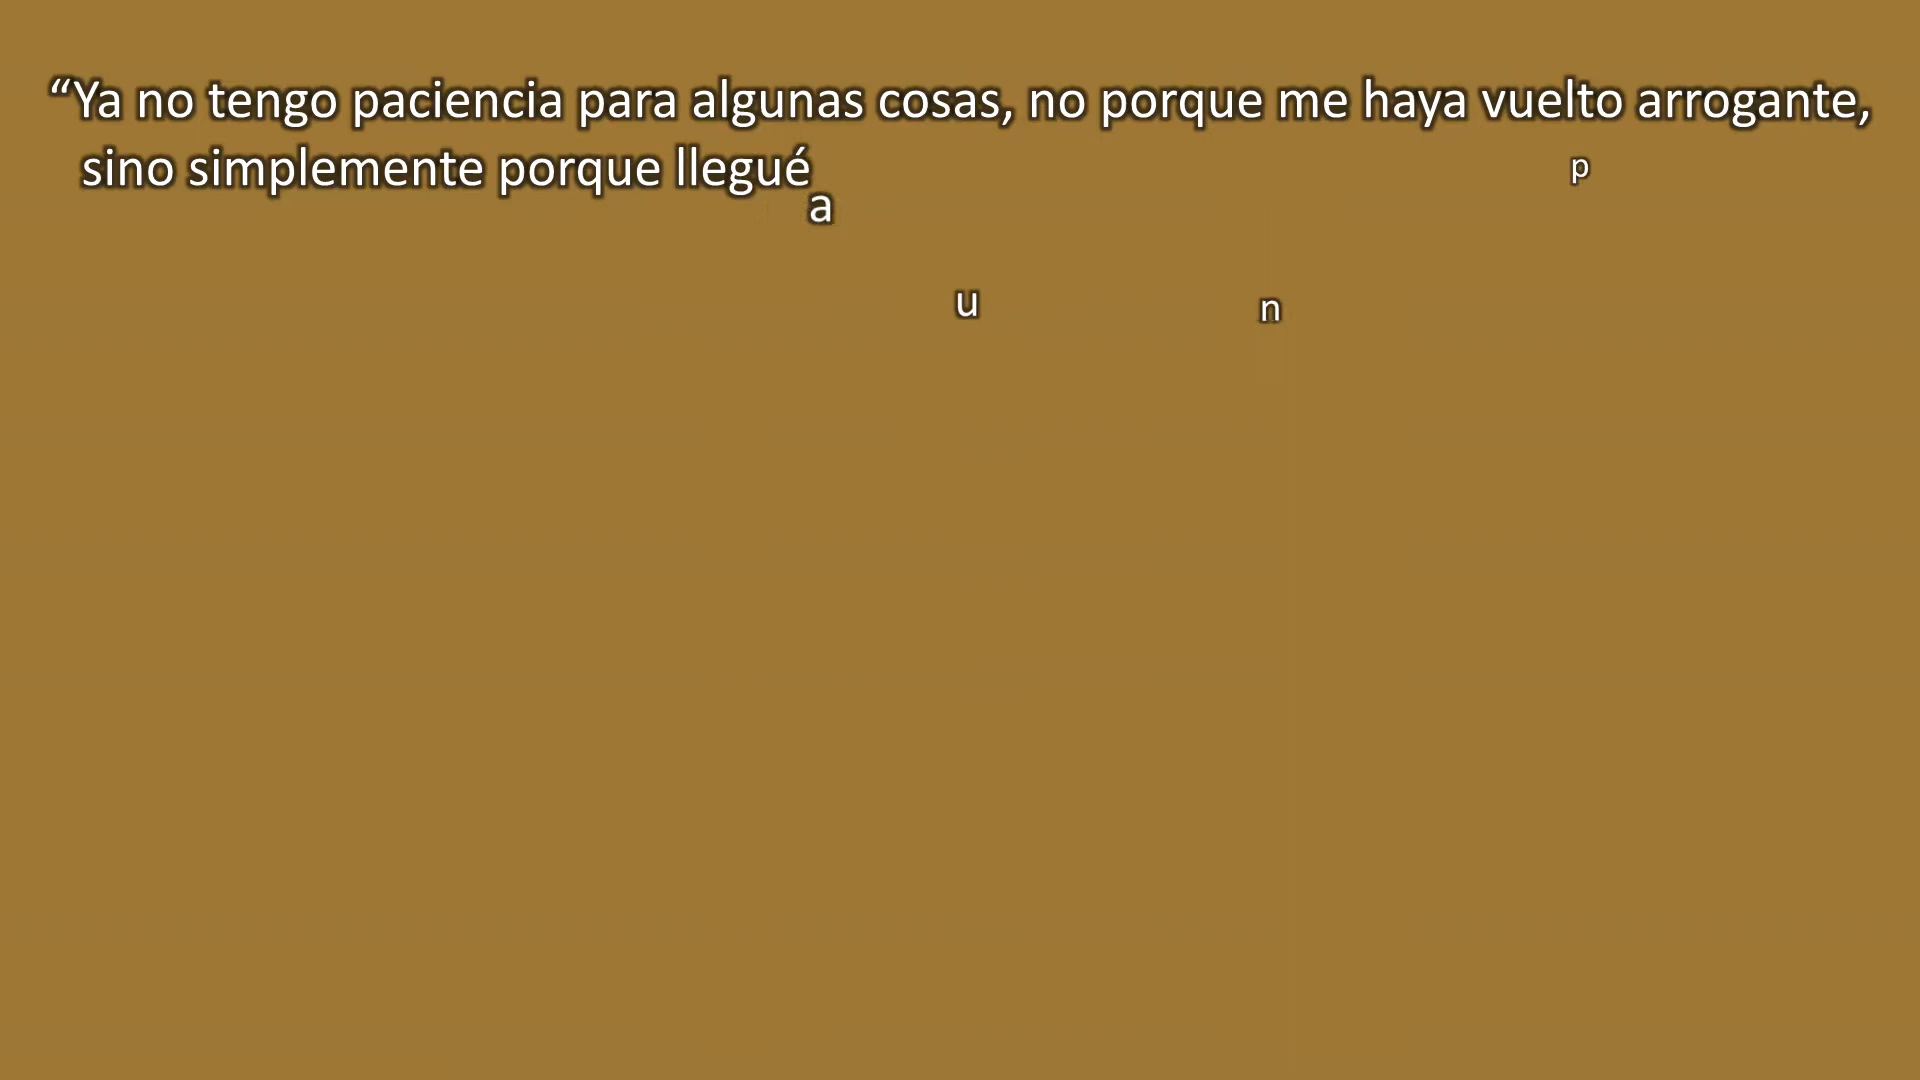 “Ya no tengo paciencia para algunas cosas, no porque me haya vuelto arrogante,
sino simplemente porque llegué
a
u
n
p